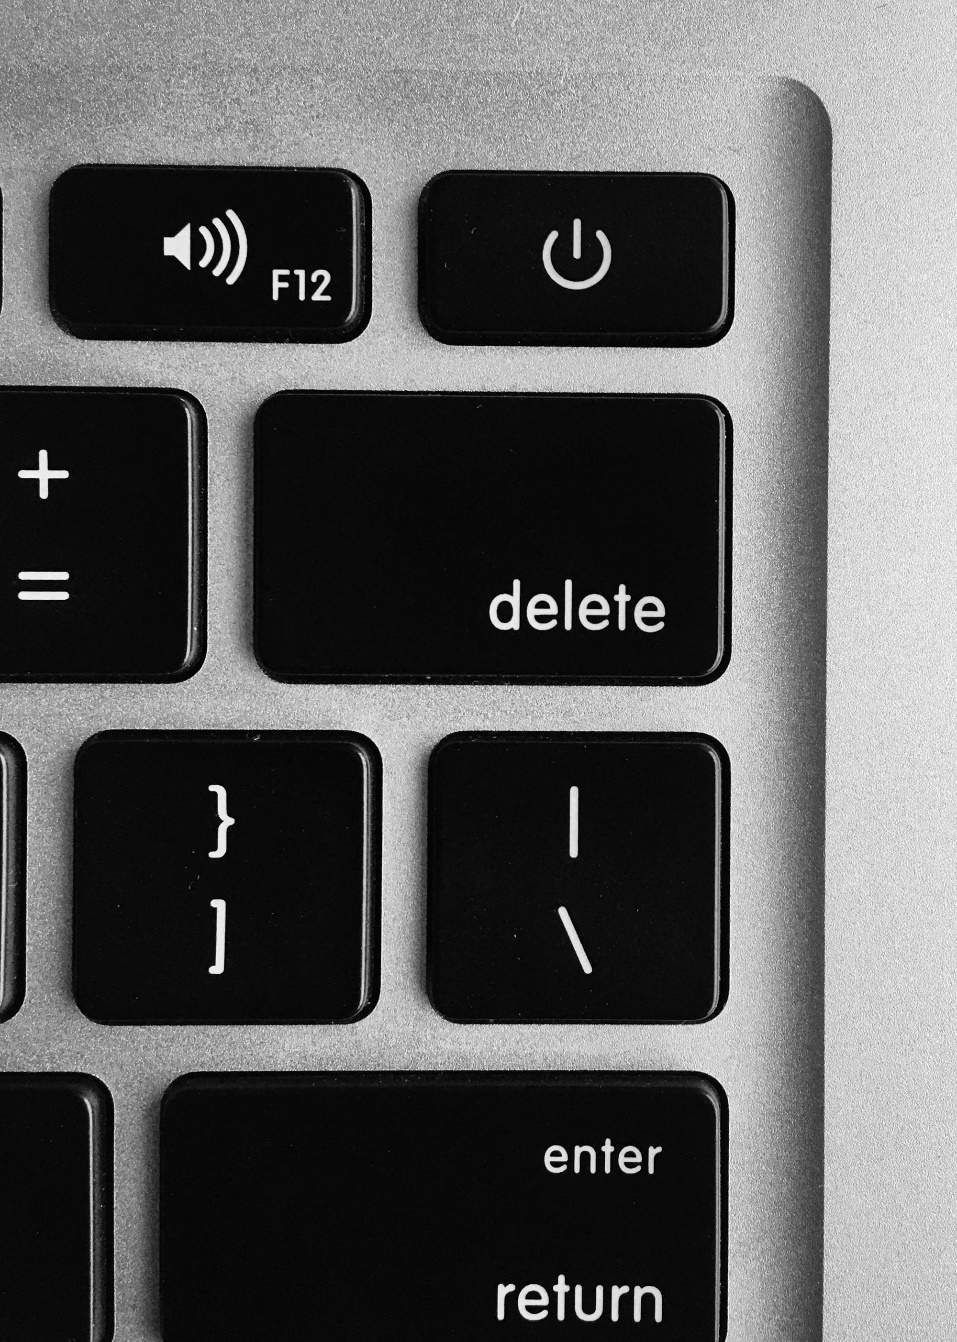 F12
+
=
delete
}
]
|
\
enter
return